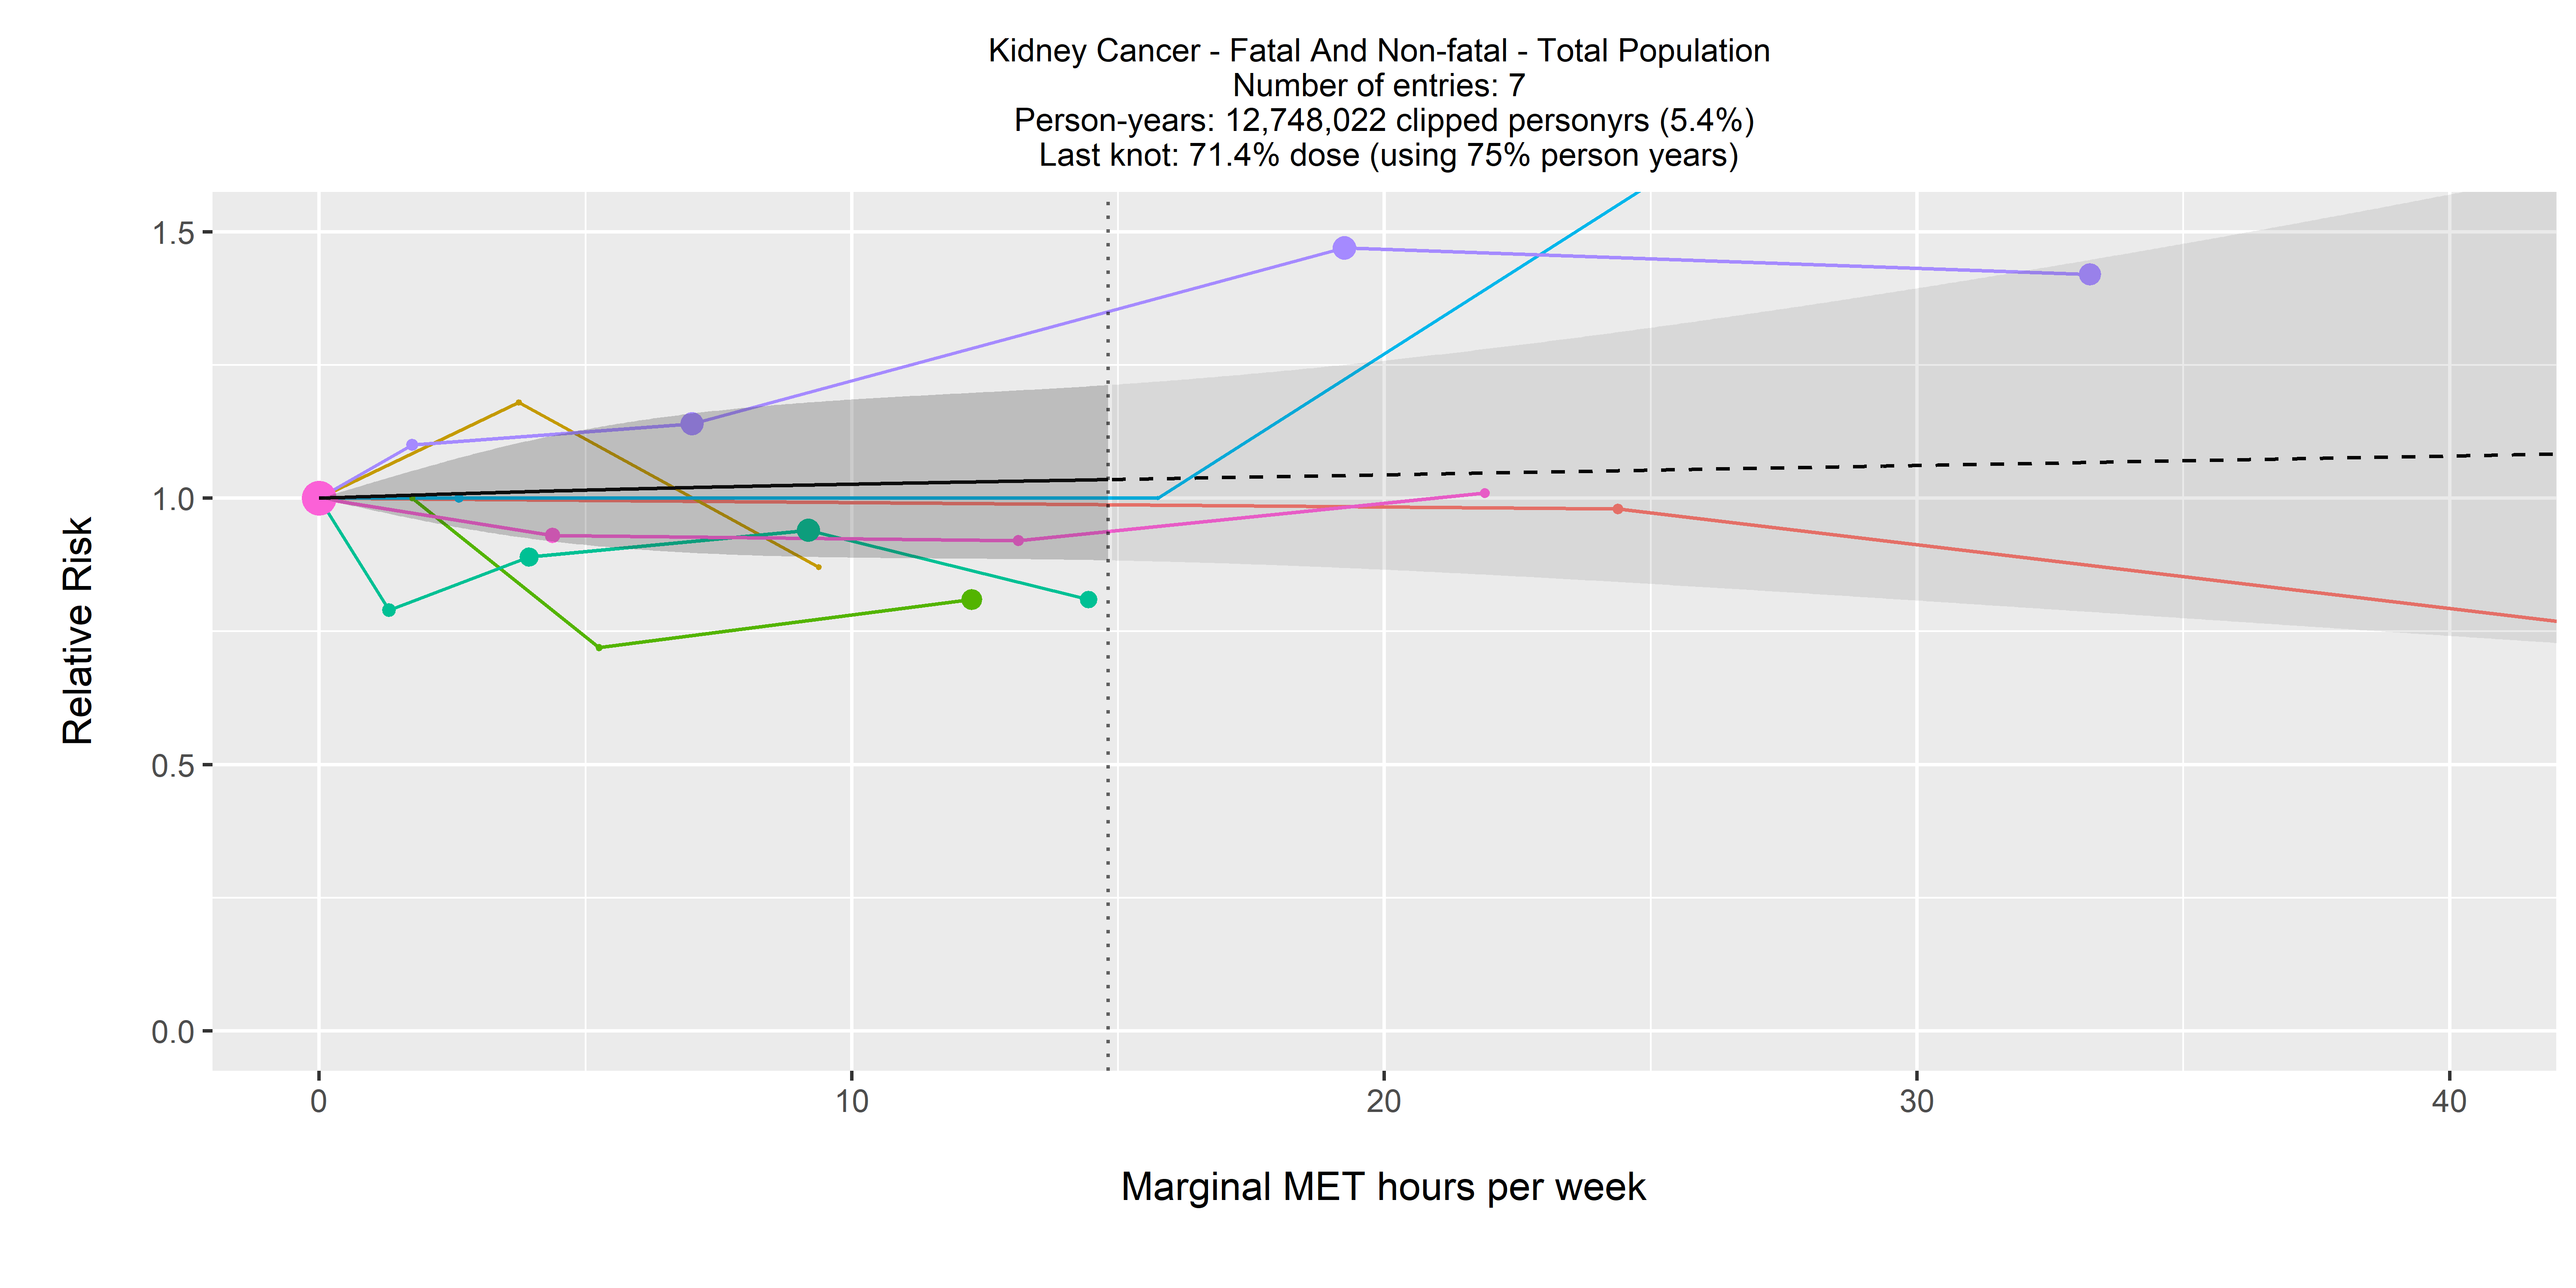 Kidney Cancer - Fatal And Non-fatal - Total Population
Number of entries: 7
Person-years: 12,748,022 clipped personyrs (5.4%)
Last knot: 71.4% dose (using 75% person years)
1.5
1.0
0.5
0.0
Relative Risk
0 10 20 30 40
Marginal MET hours per week